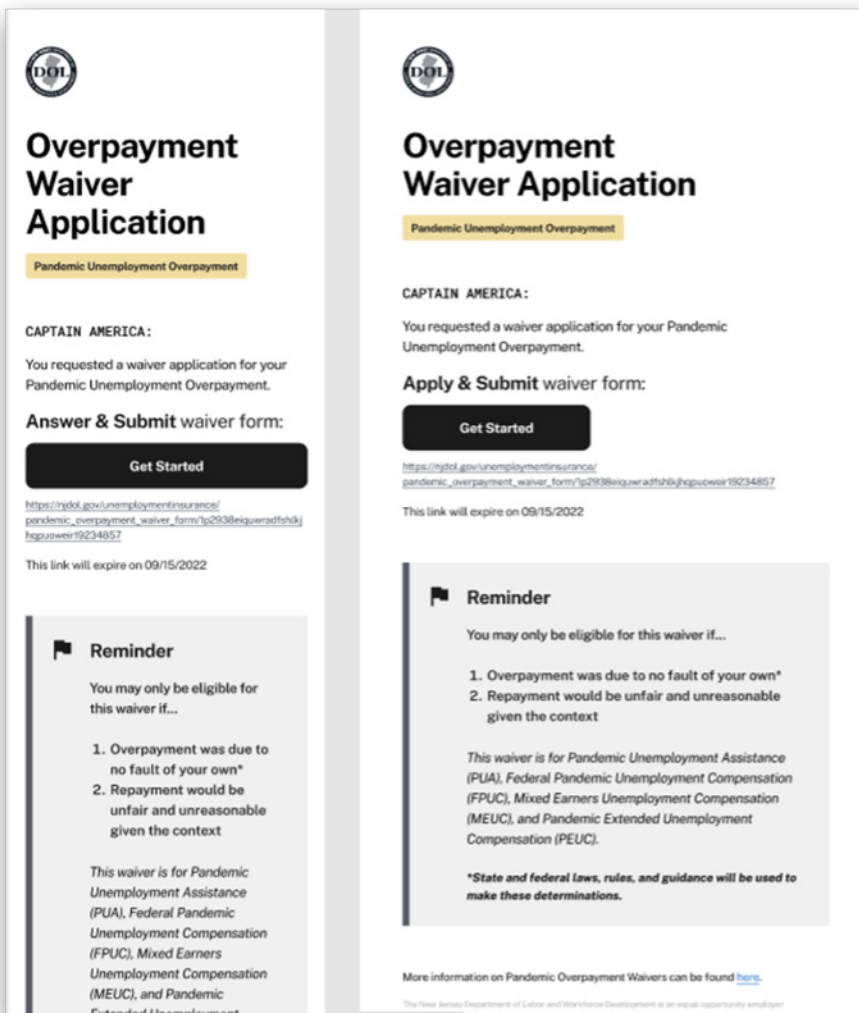 DOL
Overpayment
Waiver
Application
Pandemic Unemployment Overpayment
CAPTAIN AMERICA:
You requested a waiver application for your
Pandemic Unemployment Overpayment.
Answer & Submit waiver form:
Get Started
https://njdol.gov/unemploymentinsurance/
pandemic_overpayment_waiver_form/1p2938eiquwradfshlkj
hqpuoweir19234857
This link will expire on 09/15/2022
Reminder
You may only be eligible for
this waiver if...
1. Overpayment was due to
no fault of your own*
2. Repayment would be
unfair and unreasonable
given the context
This waiver is for Pandemic
Unemployment Assistance
(PUA), Federal Pandemic
Unemployment Compensation
(FPUC), Mixed Earners
Unemployment Compensation
(MEUC), and Pandemic
Extended Unemployment
DOL
Overpayment
Waiver Application
Pandemic Unemployment Overpayment
CAPTAIN AMERICA:
You requested a waiver application for your Pandemic
Unemployment Overpayment.
Apply & Submit waiver form:
Get Started
https://njdol.gov/unemploymentinsurance/
pandemic_overpayment_waiver_form/1p2938eiquwradfshlkjhqpuoweir19234857
This link will expire on 09/15/2022
Reminder
You may only be eligible for this waiver if...
1. Overpayment was due to no fault of your own*
2. Repayment would be unfair and unreasonable
given the context
This waiver is for Pandemic Unemployment Assistance
(PUA), Federal Pandemic Unemployment Compensation
(FPUC), Mixed Earners Unemployment Compensation
(MEUC), and Pandemic Extended Unemployment
Compensation (PEUC).
*State and federal laws, rules, and guidance will be used to
make these determinations.
More information on Pandemic Overpayment Waivers can be found here.
The New Jersey Department of Labor and Workforce Development is an equal opportunity employer